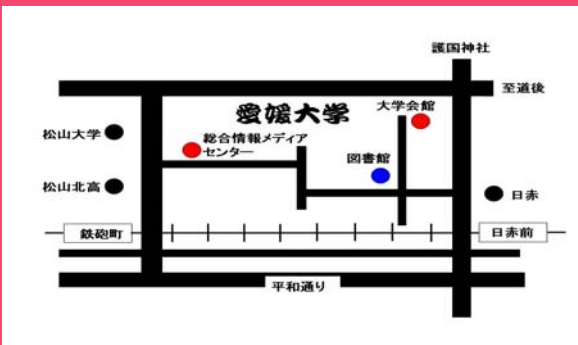 護国神社
至道後
愛媛大学
大学会館
松山大学
総合情報メディア
センター
図書館
松山北高
日赤
鉄砲町
日赤前
平和通り